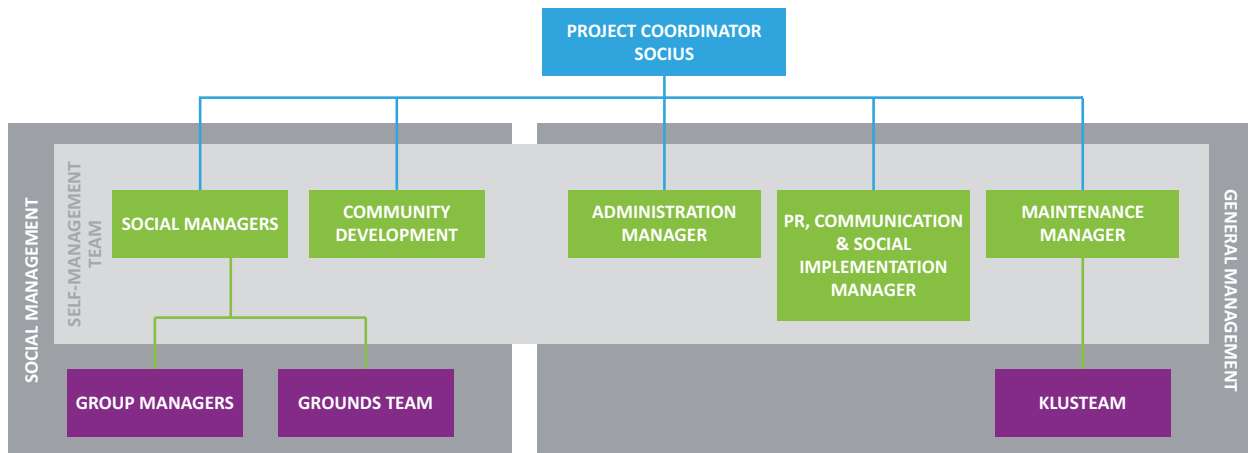 PROJECT COORDINATOR
SOCIUS
SOCIAL MANAGEMENT
SELF-MANAGEMENT
TEAM
SOCIAL MANAGERS
COMMUNITY
DEVELOPMENT
ADMINISTRATION
MANAGER
PR, COMMUNICATION
& SOCIAL
IMPLEMENTATION
MANAGER
MAINTENANCE
MANAGER
GENERAL MANAGEMENT
GROUP MANAGERS
GROUNDS TEAM
KLUSTEAM